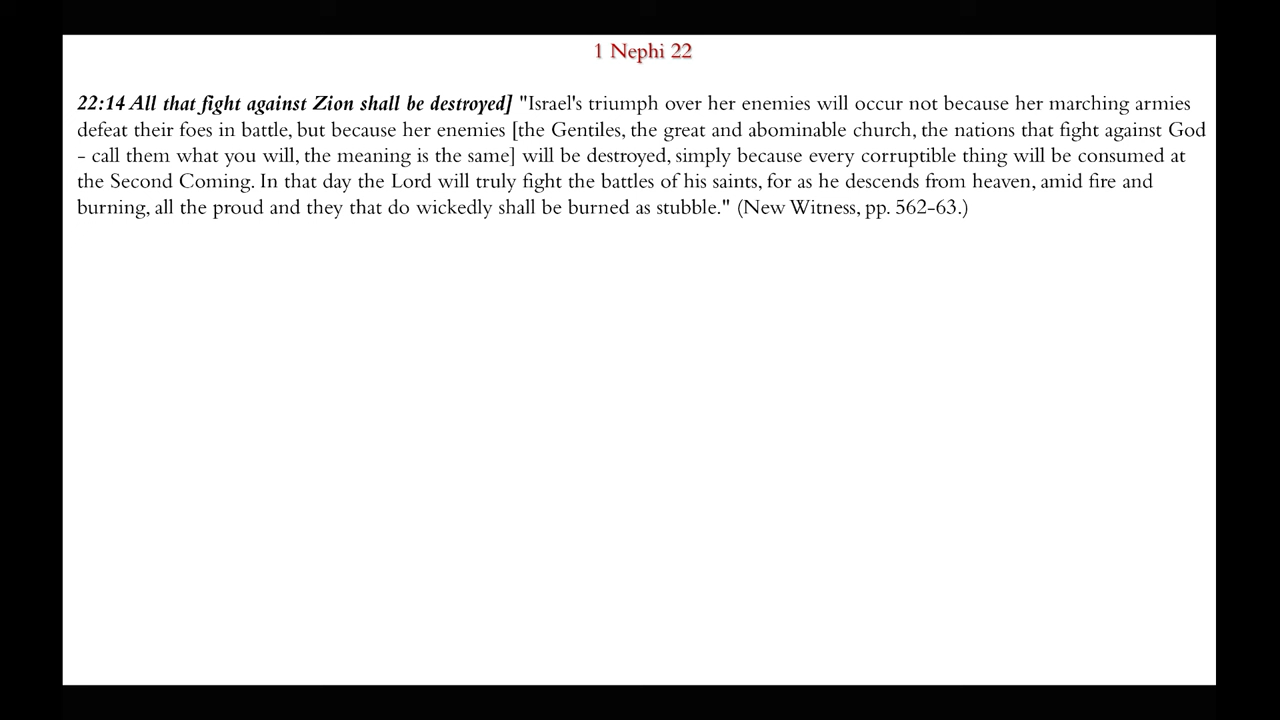 1 Nephi 22
22:14 All that fight against Zion shall be destroyed] "Israel's triumph over her enemies will occur not because her marching armies
defeat their foes in battle, but because her enemies [the Gentiles, the great and abominable church, the nations that fight against God
- call them what you will, the meaning is the same] will be destroyed, simply because every corruptible thing will be consumed at
the Second Coming. In that day the Lord will truly fight the battles of his saints, for as he descends from heaven, amid fire and
burning, all the proud and they that do wickedly shall be burned as stubble." (New Witness, pp. 562-63.)